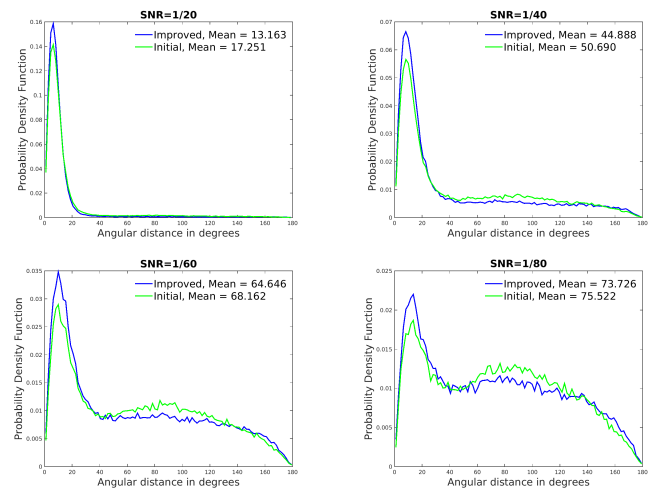 SNR=1/20
Improved, Mean = 13.163
Initial, Mean = 17.251
Probability Density Function
0.16
0.14
0.12
0.1
0.08
0.06
0.04
0.02
0
0 20 40 60 80 100 120 140 160 180
Angular distance in degrees
SNR=1/40
Improved, Mean = 44.888
Initial, Mean = 50.690
Probability Density Function
0.07
0.06
0.05
0.04
0.03
0.02
0.01
0
0 20 40 60 80 100 120 140 160 180
Angular distance in degrees
SNR=1/60
Improved, Mean = 64.646
Initial, Mean = 68.162
Probability Density Function
0.035
0.03
0.025
0.02
0.015
0.01
0.005
0
0 20 40 60 80 100 120 140 160 180
Angular distance in degrees
SNR=1/80
Improved, Mean = 73.726
Initial, Mean = 75.522
Probability Density Function
0.025
0.02
0.015
0.01
0.005
0
0 20 40 60 80 100 120 140 160 180
Angular distance in degrees